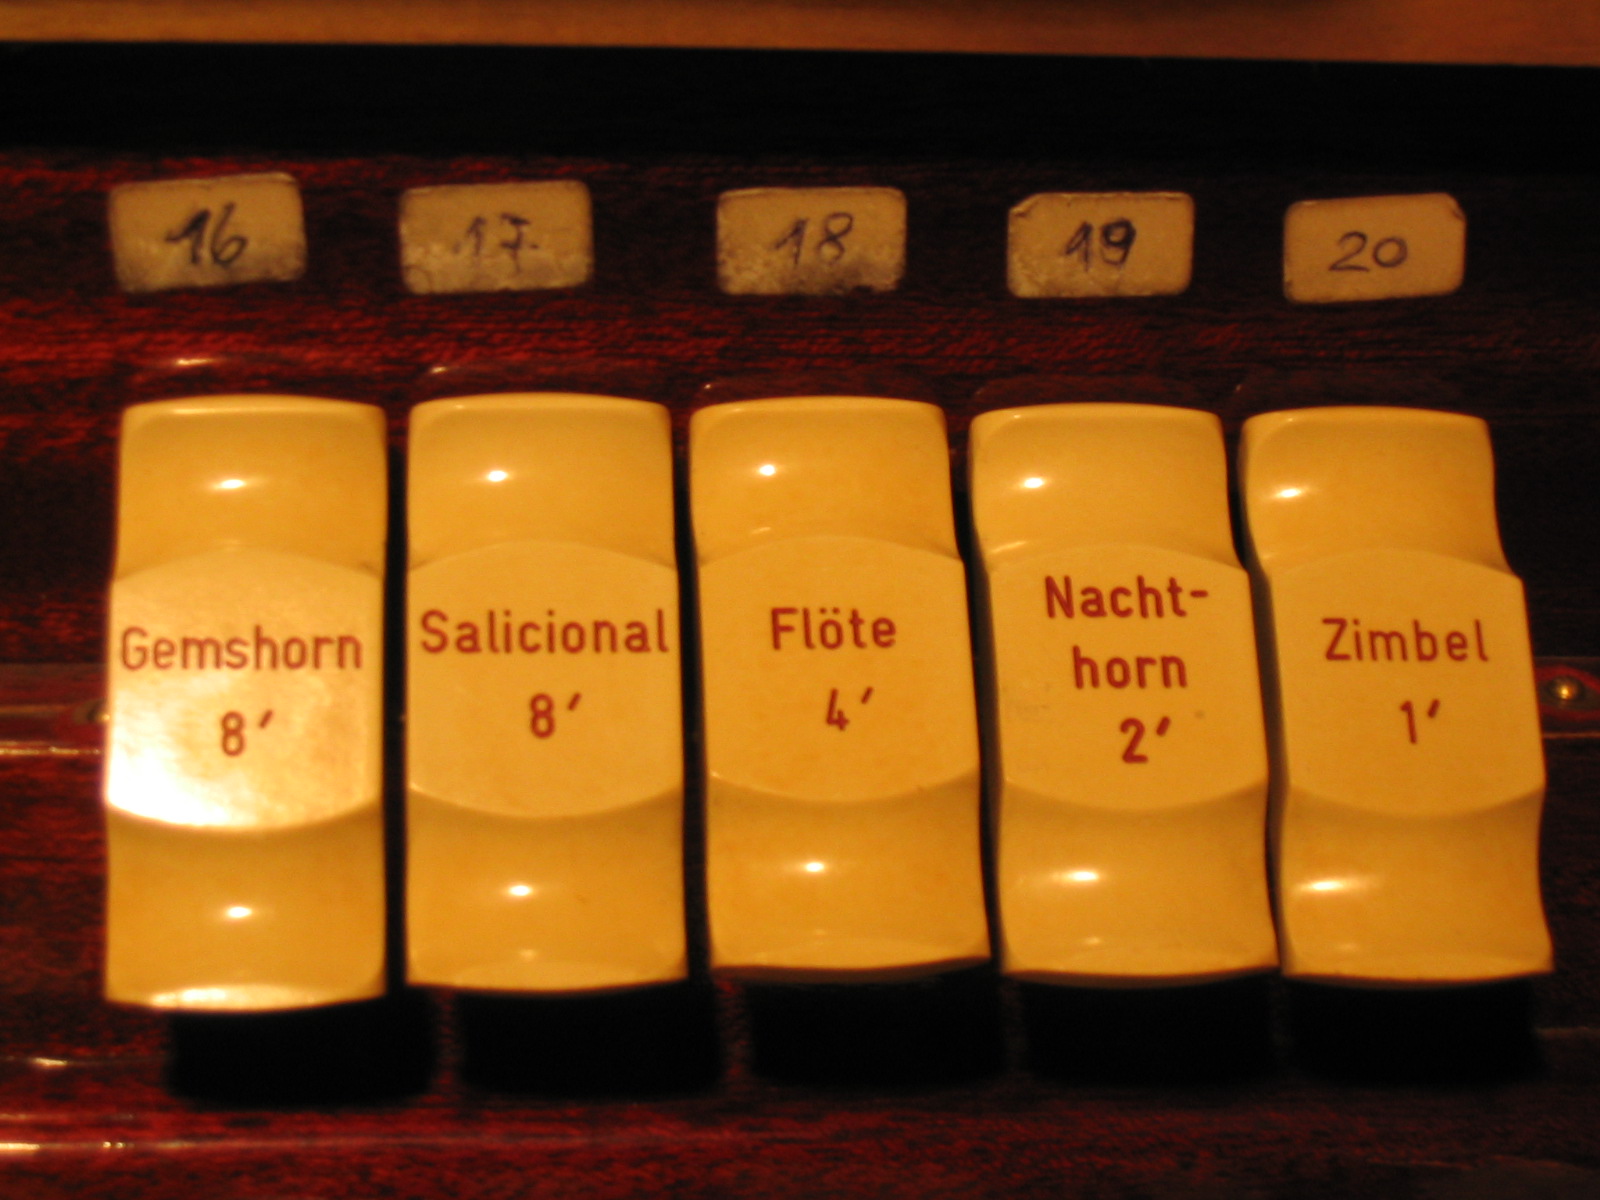 16 17 18 19 20
Gemshorn
8′
Salicional
8′
Flöte
4′
Nacht-
horn
2′
Zimbel
1′